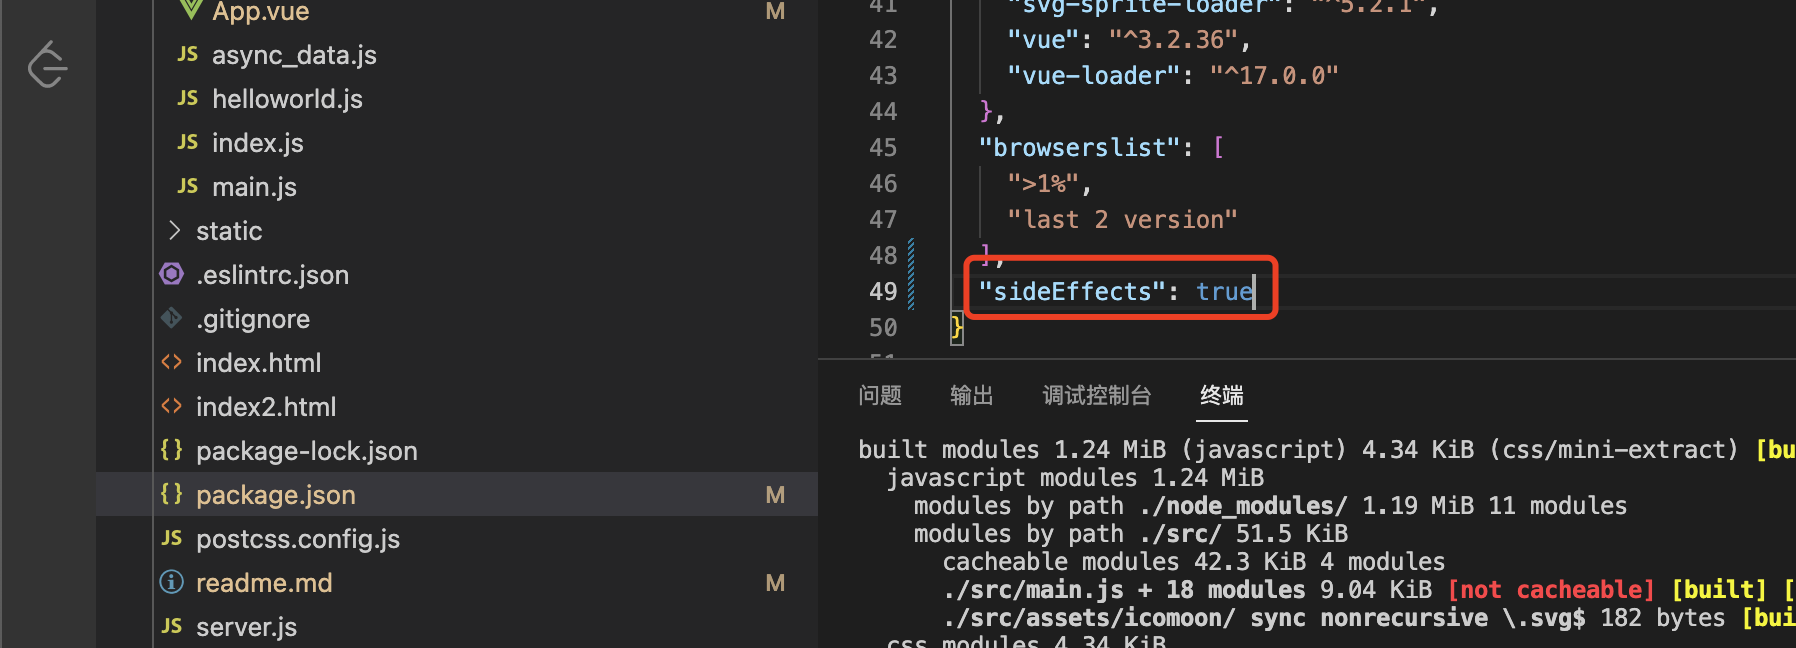 App.vue M
JS async_data.js
JS helloworld.js
JS index.js
JS main.js
static
.eslintrc.json
.gitignore
<> index.html
<> index2.html
{} package-lock.json
{} package.json M
JS postcss.config.js
readme.md M
JS server.js
41 "svg-sprite-loader": "^5.2.1",
42 "vue": "^3.2.36",
43 "vue-loader": "^17.0.0"
44 },
45 "browserslist": [
46 ">1%",
47 "last 2 version"
48 ],
49 "sideEffects": true
50 }
51
问题 输出 调试控制台 终端
built modules 1.24 MiB (javascript) 4.34 KiB (css/mini-extract) [bu
javascript modules 1.24 MiB
modules by path ./node_modules/ 1.19 MiB 11 modules
modules by path ./src/ 51.5 KiB
cacheable modules 42.3 KiB 4 modules
./src/main.js + 18 modules 9.04 KiB [not cacheable] [built] [
./src/assets/icomoon/ sync nonrecursive \.svg$ 182 bytes [bui
css modules 4.34 KiB